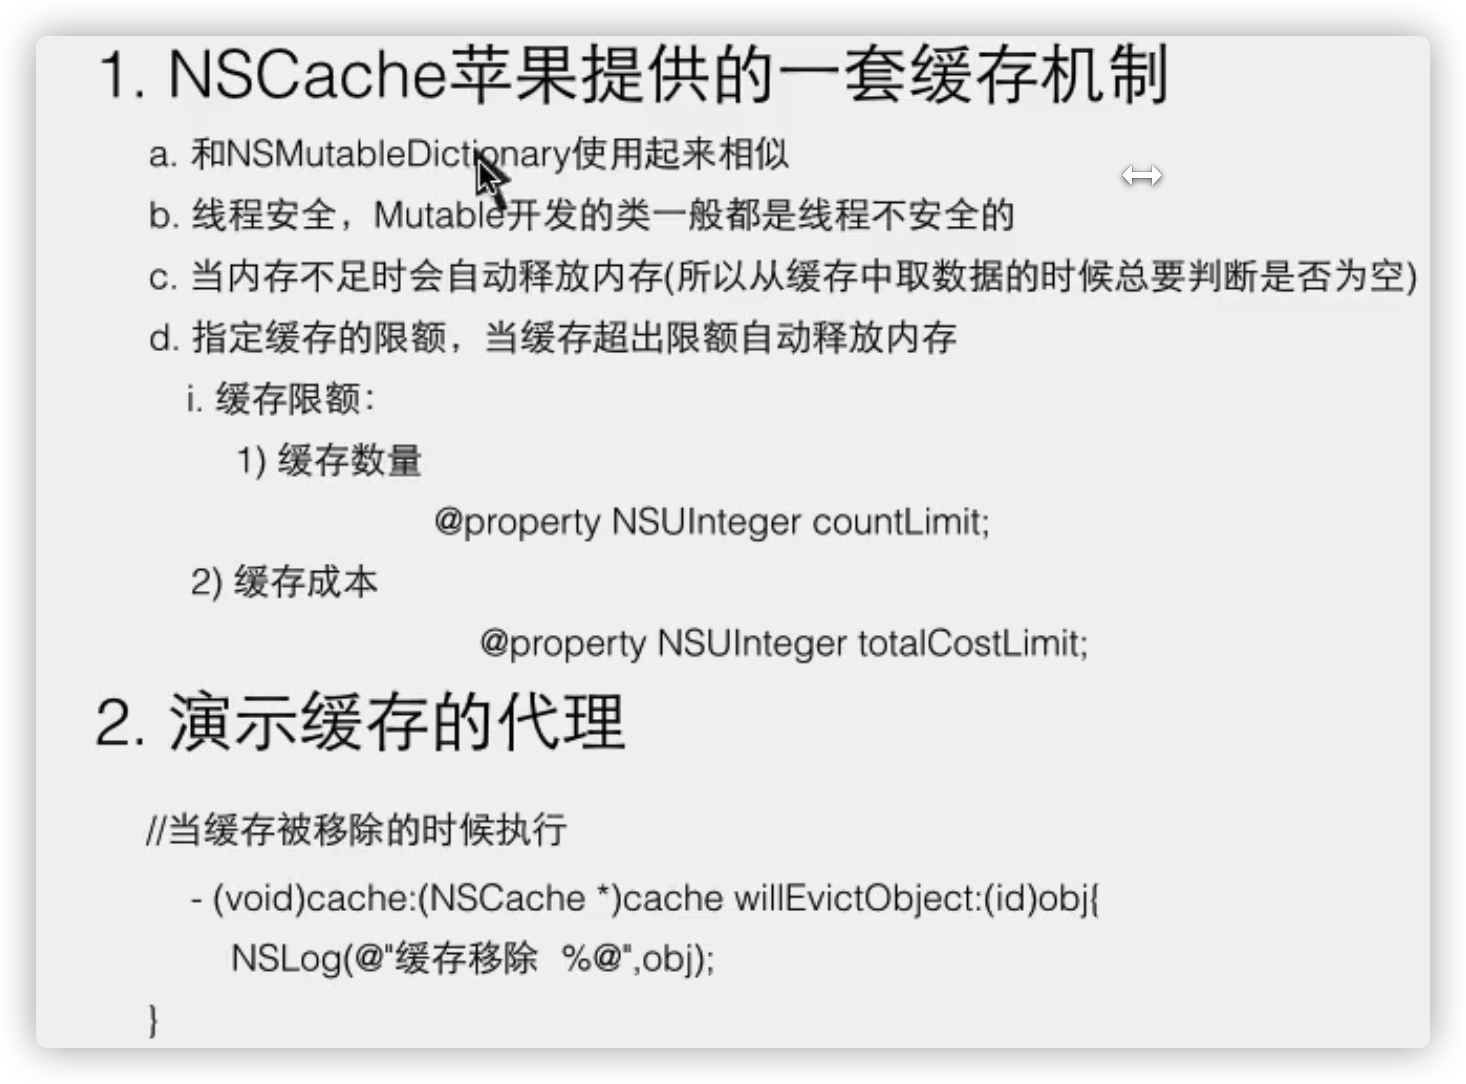 1. NSCache苹果提供的一套缓存机制
a. 和NSMutableDictionary使用起来相似
b. 线程安全，Mutable开发的类一般都是线程不安全的
c. 当内存不足时会自动释放内存(所以从缓存中取数据的时候总要判断是否为空)
d. 指定缓存的限额，当缓存超出限额自动释放内存
i. 缓存限额：
1) 缓存数量
@property NSUInteger countLimit;
2) 缓存成本
@property NSUInteger totalCostLimit;
2. 演示缓存的代理
//当缓存被移除的时候执行
- (void)cache:(NSCache *)cache willEvictObject:(id)obj{
NSLog(@"缓存移除  %@",obj);
}